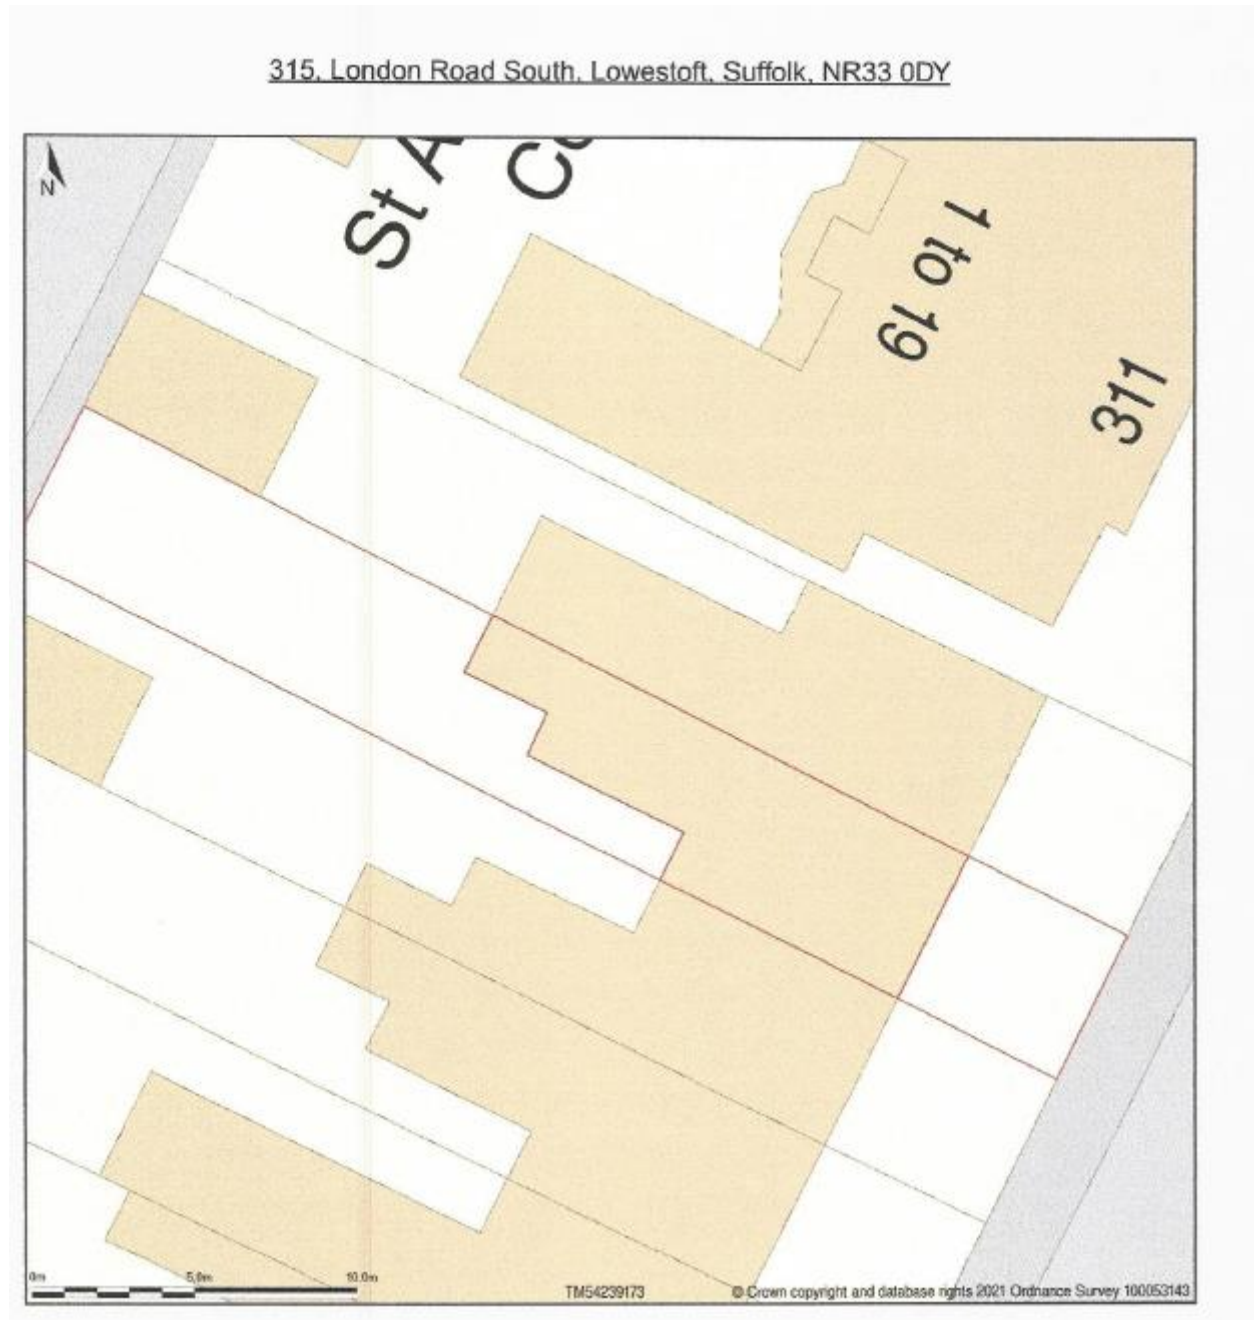 315, London Road South, Lowestoft, Suffolk, NR33 0DY
St A
Co
1 to 19
311
N
0m 5.0m 10.0m
TM54239173
© Crown copyright and database rights 2021 Ordnance Survey 100053143